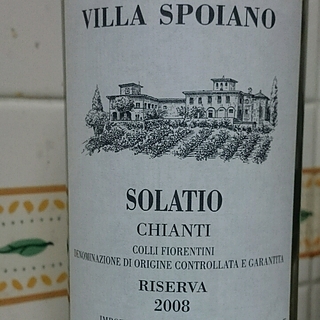 VILLA SPOIANO
SOLATIO
CHIANTI
COLLI FIORENTINI
DENOMINAZIONE DI ORIGINE CONTROLLATA E GARANTITA
RISERVA
2008